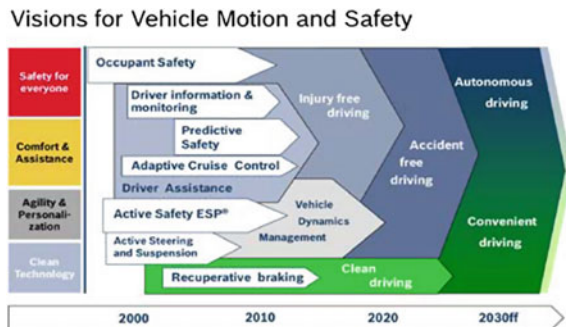 Visions for Vehicle Motion and Safety
Safety for
everyone
Comfort &
Assistance
Agility &
Personali-
zation
Clean
Technology
Occupant Safety
Driver information &
monitoring
Predictive
Safety
Adaptive Cruise Control
Driver Assistance
Active Safety ESP®
Active Steering
and Suspension
Recuperative braking
Injury free
driving
Vehicle
Dynamics
Management
Clean
driving
Accident
free
driving
Autonomous
driving
Convenient
driving
2000
2010
2020
2030ff